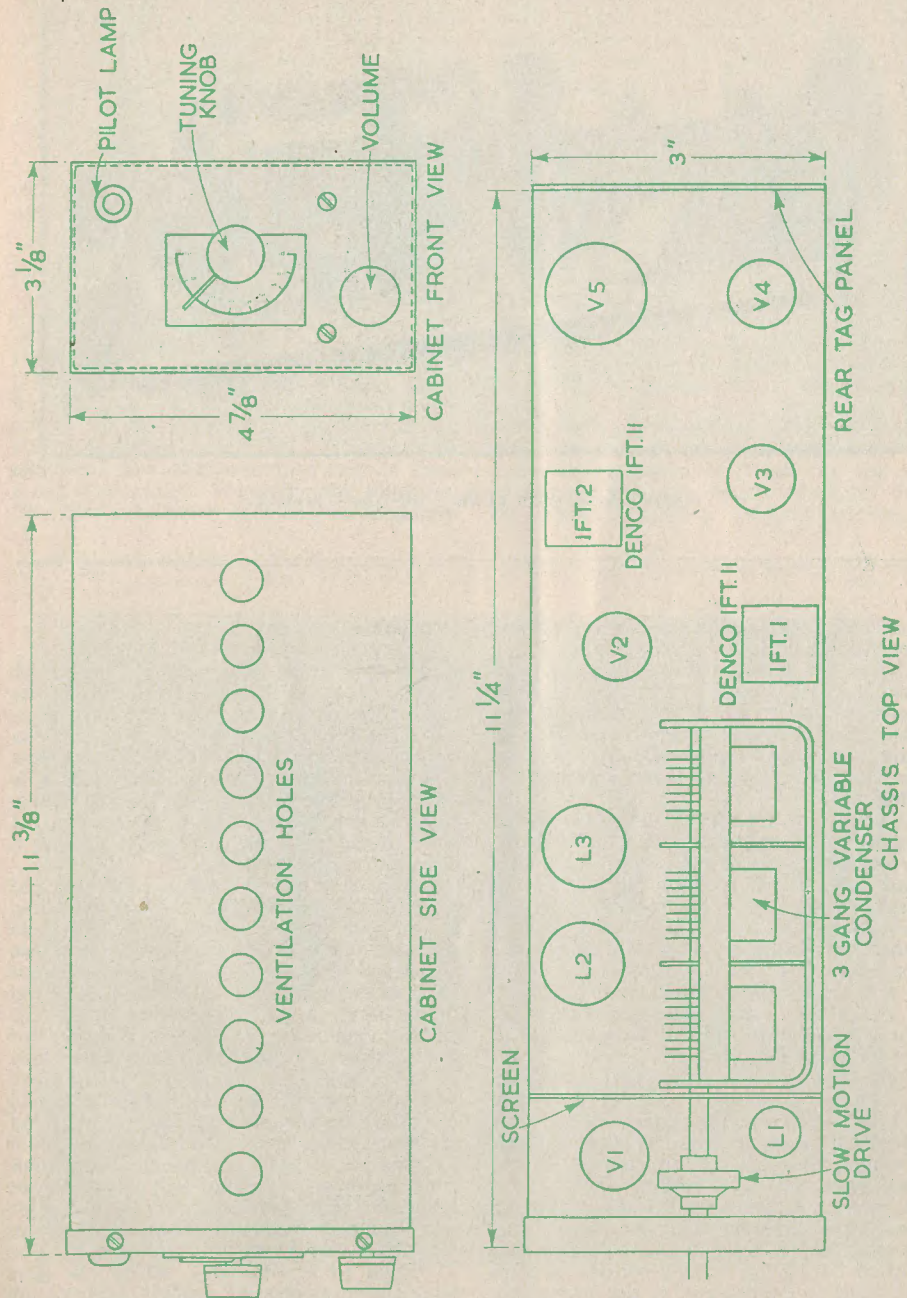 11 3/8"
VENTILATION HOLES
CABINET SIDE VIEW
3 1/8"
4 7/8"
PILOT LAMP
TUNING
KNOB
VOLUME
CABINET FRONT VIEW
11 1/4"
3"
SCREEN
V1
L1
L2
L3
V2
DENCO IFT.11
IFT.1
IFT.2
DENCO IFT.11
V3
V5
V4
SLOW MOTION
DRIVE
3 GANG VARIABLE
CONDENSER
REAR TAG PANEL
CHASSIS TOP VIEW